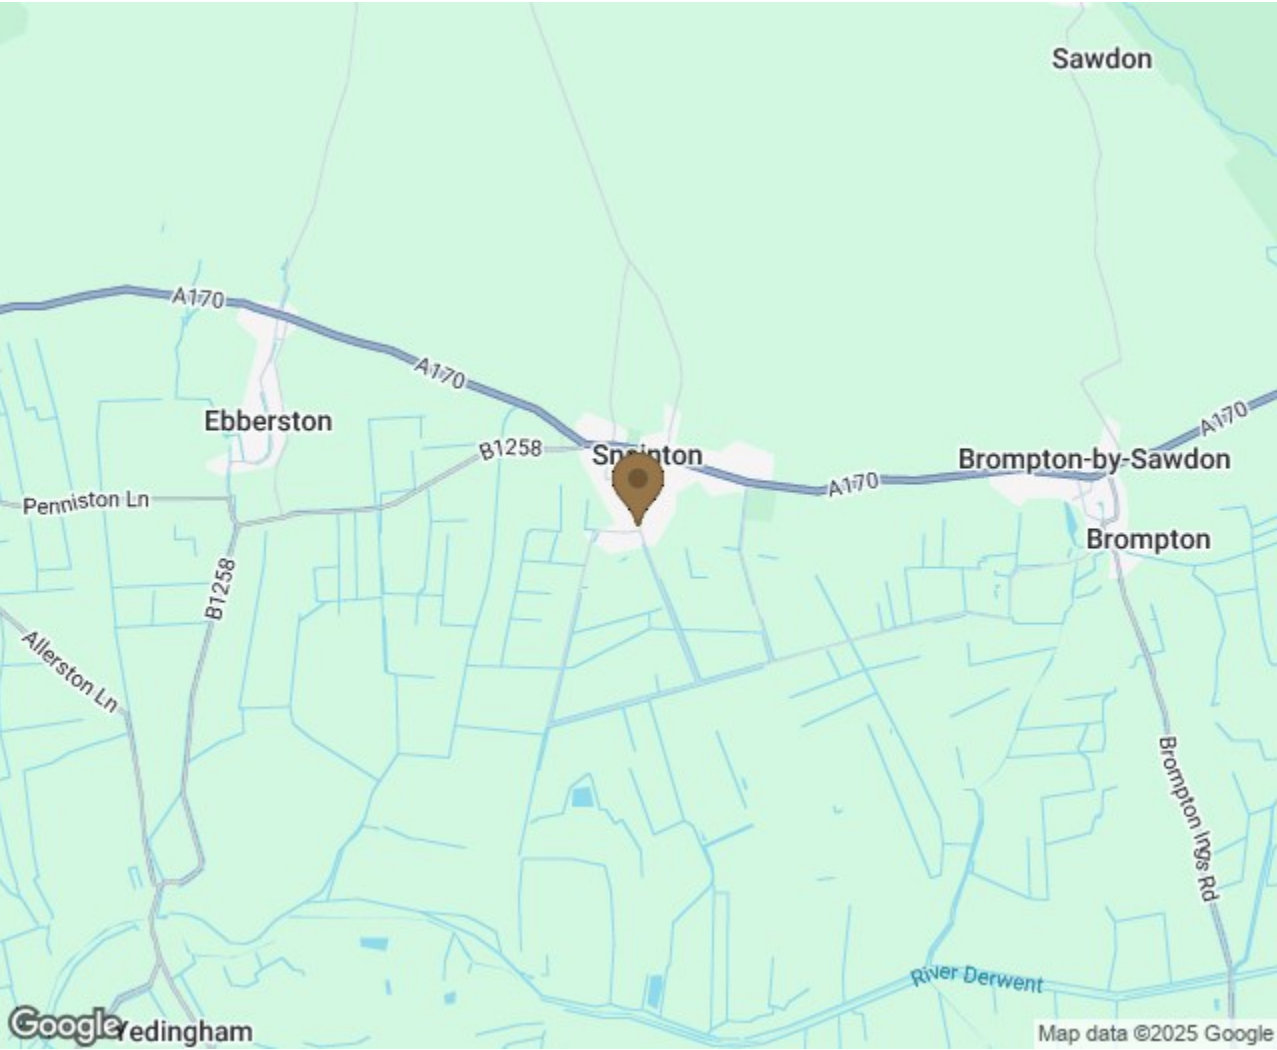 Sawdon
A170
A170
A170
Ebberston
B1258
Snainton
Brompton-by-Sawdon
A170
Penniston Ln
Brompton
B1258
Allerston Ln
Brompton Ings Rd
River Derwent
Google
Yedingham
Map data ©2025 Google